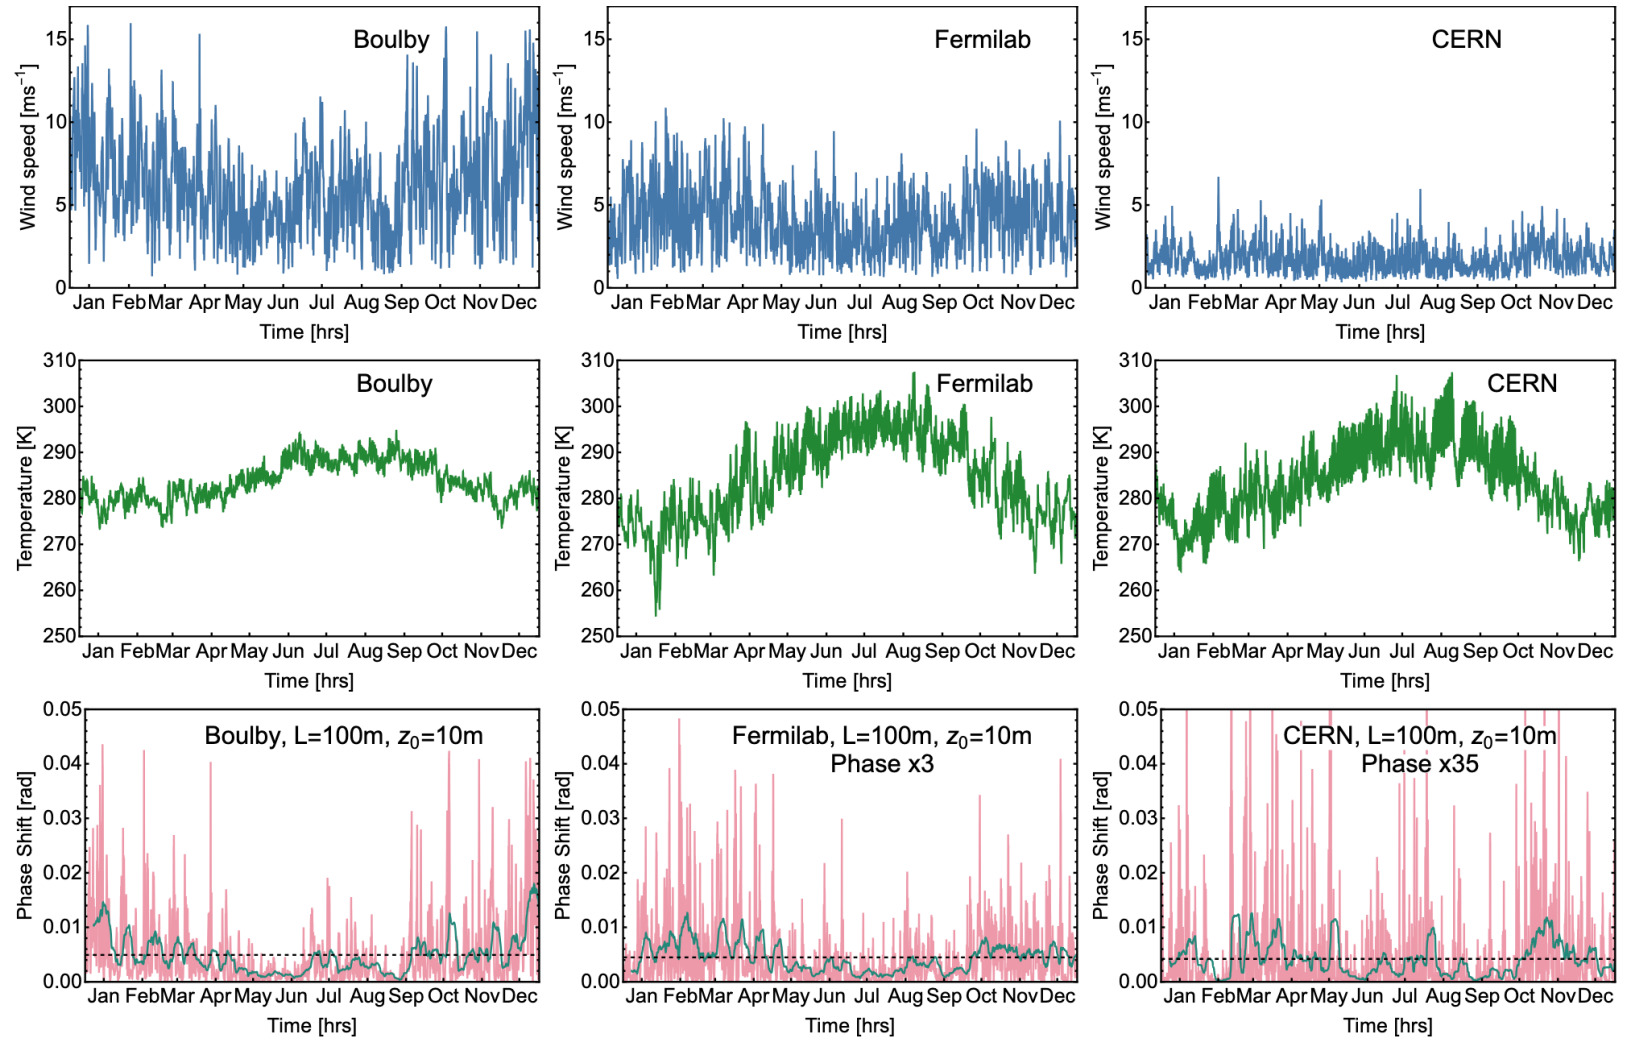 Boulby
Wind speed [ms⁻¹]
15
10
5
0
Jan Feb Mar Apr May Jun Jul Aug Sep Oct Nov Dec
Time [hrs]
Fermilab
Wind speed [ms⁻¹]
15
10
5
0
Jan Feb Mar Apr May Jun Jul Aug Sep Oct Nov Dec
Time [hrs]
CERN
Wind speed [ms⁻¹]
15
10
5
0
Jan Feb Mar Apr May Jun Jul Aug Sep Oct Nov Dec
Time [hrs]
Boulby
Temperature [K]
310
300
290
280
270
260
250
Jan Feb Mar Apr May Jun Jul Aug Sep Oct Nov Dec
Time [hrs]
Fermilab
Temperature [K]
310
300
290
280
270
260
250
Jan Feb Mar Apr May Jun Jul Aug Sep Oct Nov Dec
Time [hrs]
CERN
Temperature [K]
310
300
290
280
270
260
250
Jan Feb Mar Apr May Jun Jul Aug Sep Oct Nov Dec
Time [hrs]
Boulby, L=100m, z₀=10m
Phase Shift [rad]
0.05
0.04
0.03
0.02
0.01
0.00
Jan Feb Mar Apr May Jun Jul Aug Sep Oct Nov Dec
Time [hrs]
Fermilab, L=100m, z₀=10m
Phase x3
Phase Shift [rad]
0.05
0.04
0.03
0.02
0.01
0.00
Jan Feb Mar Apr May Jun Jul Aug Sep Oct Nov Dec
Time [hrs]
CERN, L=100m, z₀=10m
Phase x35
Phase Shift [rad]
0.05
0.04
0.03
0.02
0.01
0.00
Jan Feb Mar Apr May Jun Jul Aug Sep Oct Nov Dec
Time [hrs]